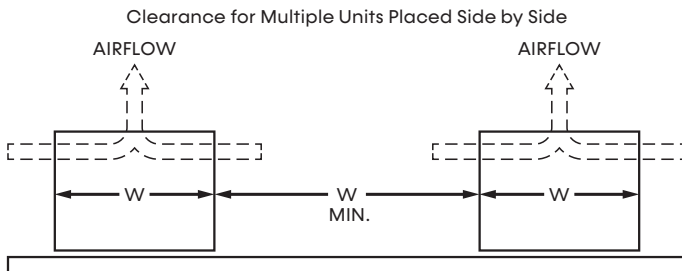 Clearance for Multiple Units Placed Side by Side
AIRFLOW AIRFLOW
W W W
MIN.